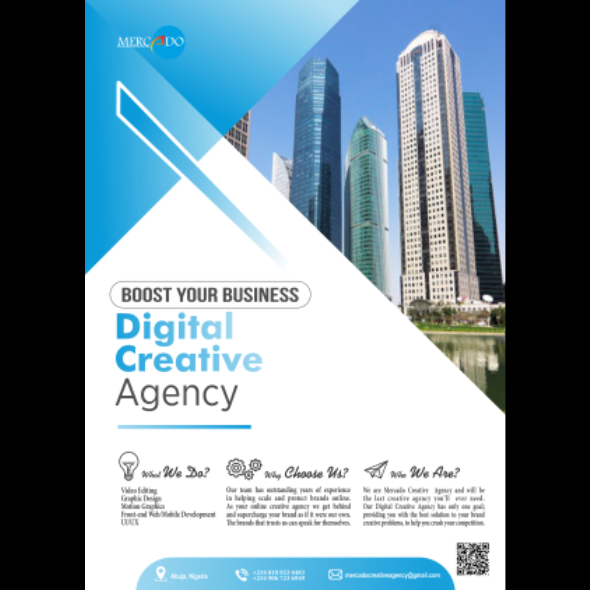 MERCADO
BOOST YOUR BUSINESS
Digital
Creative
Agency
What We Do?
Video Editing
Graphic Design
Motion Graphics
Front-end Web/Mobile Development
UI/UX
Why Choose Us?
Our team has outstanding years of experience
in helping scale and protect brands online.
As your online creative agency we get behind
and supercharge your brand as if it were our own.
The brands that trusts us can speak for themselves.
Who We Are?
We are Mercado Creative Agency and will be
the last creative agency you'll ever need.
Our Digital Creative Agency has only one goal;
providing you with the best solution to your brand
creative problems, to help you crush your competition.
Abuja, Nigeria
mercadocreativeagency@gmail.com